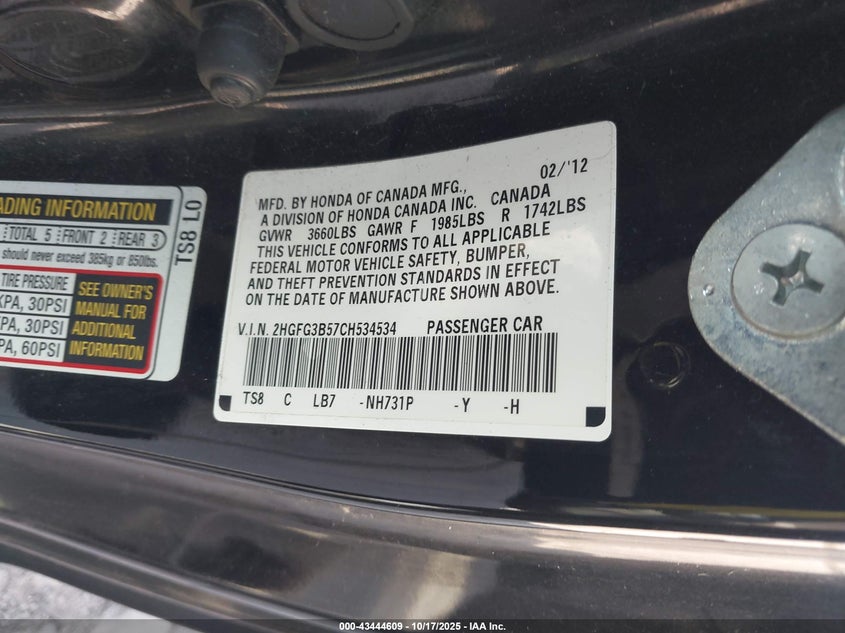 ADING INFORMATION
TOTAL 5 FRONT 2 REAR 3
should never exceed 385kg or 850lbs.
TIRE PRESSURE
KPA, 30PSI
KPA, 30PSI
PA, 60PSI
SEE OWNER'S
MANUAL FOR
ADDITIONAL
INFORMATION
TS8 L0
02/'12
MFD. BY HONDA OF CANADA MFG.,
A DIVISION OF HONDA CANADA INC. CANADA
GVWR 3660LBS GAWR F 1985LBS R 1742LBS
THIS VEHICLE CONFORMS TO ALL APPLICABLE
FEDERAL MOTOR VEHICLE SAFETY, BUMPER,
AND THEFT PREVENTION STANDARDS IN EFFECT
ON THE DATE OF MANUFACTURE SHOWN ABOVE.
V.I.N. 2HGFG3B57CH534534 PASSENGER CAR
TS8 C LB7 -NH731P -Y -H
000-43444609 | 10/17/2025 | IAA Inc.